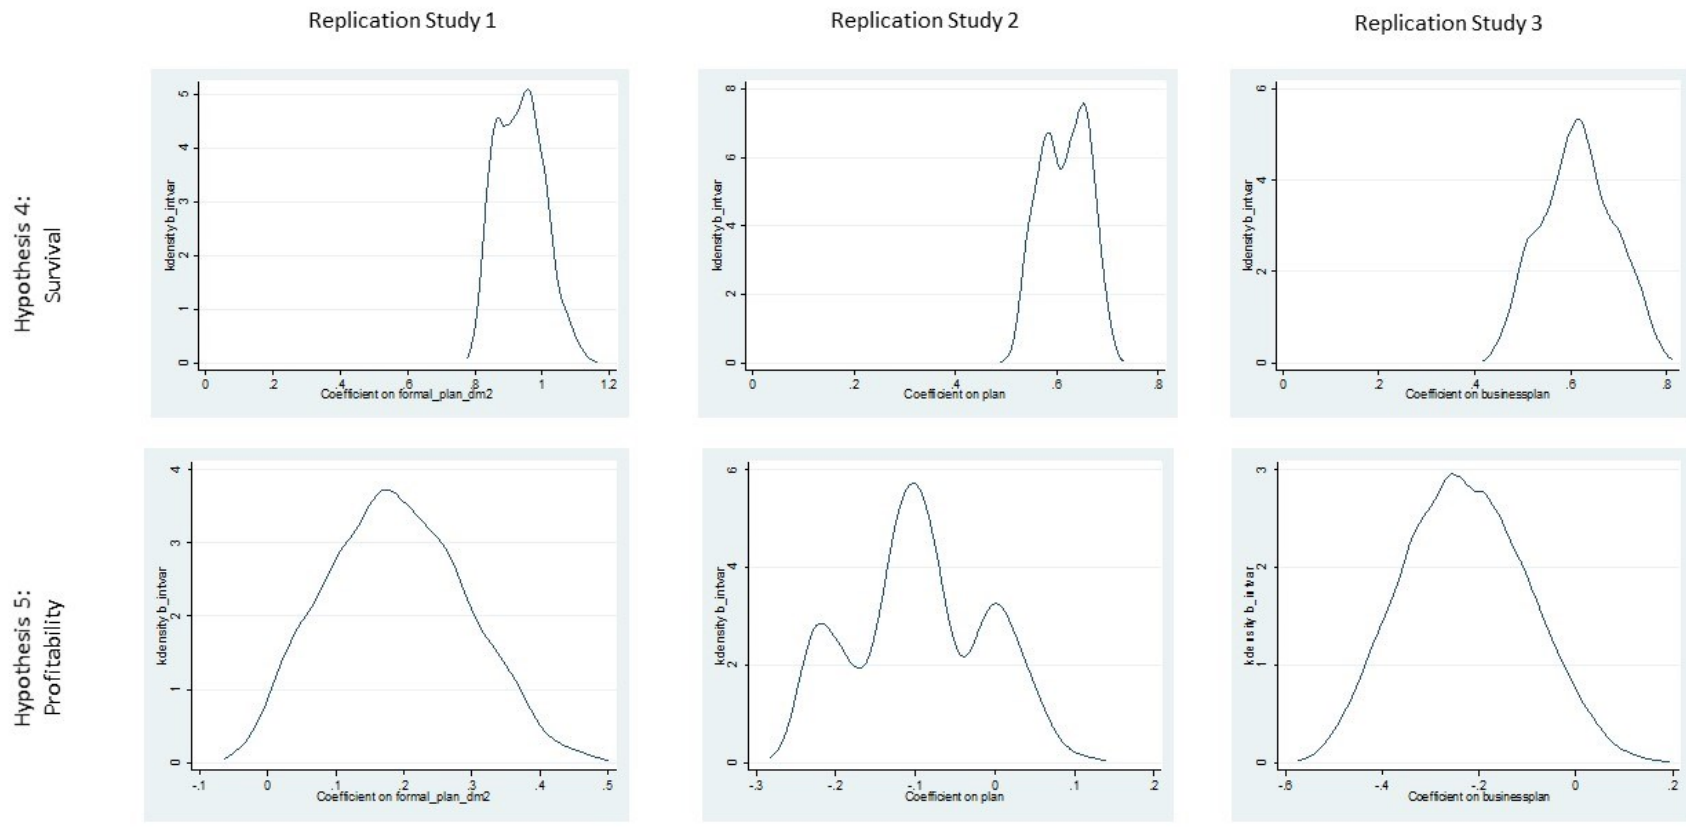 Replication Study 1
Replication Study 2
Replication Study 3
Hypothesis 4:
Survival
kdensity b_intvar
0 1 2 3 4 5
0 .2 .4 .6 .8 1 1.2
Coefficient on formal_plan_dm2
kdensity b_intvar
0 2 4 6 8
0 .2 .4 .6 .8
Coefficient on plan
kdensity b_intvar
0 2 4 6
0 .2 .4 .6 .8
Coefficient on businessplan
Hypothesis 5:
Profitability
kdensity b_intvar
0 1 2 3 4
-.1 0 .1 .2 .3 .4 .5
Coefficient on formal_plan_dm2
kdensity b_intvar
0 2 4 6
-.3 -.2 -.1 0 .1 .2
Coefficient on plan
kdensity b_intvar
0 1 2 3
-.6 -.4 -.2 0 .2
Coefficient on businessplan